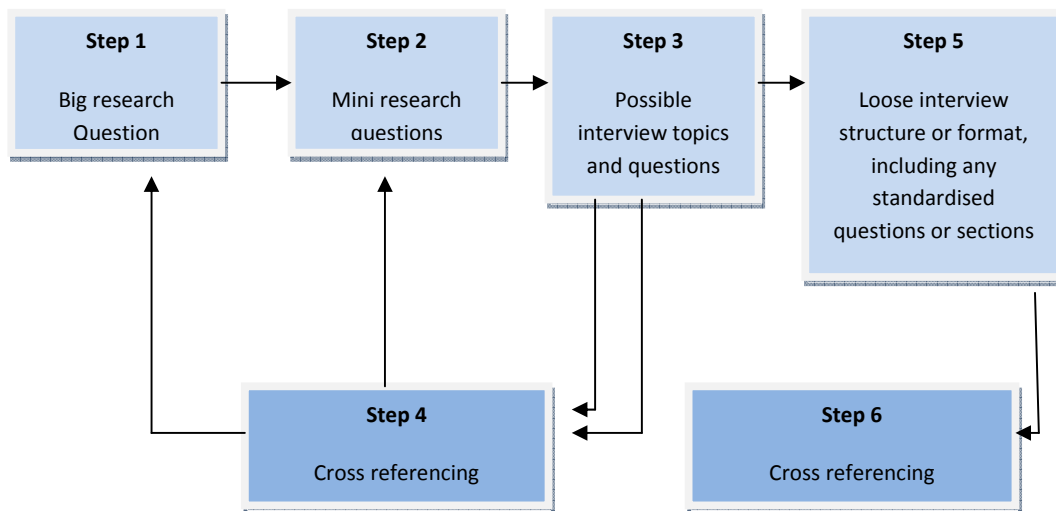 Step 1
Big research
Question
Step 2
Mini research
questions
Step 3
Possible
interview topics
and questions
Step 5
Loose interview
structure or format,
including any
standardised
questions or sections
Step 4
Cross referencing
Step 6
Cross referencing